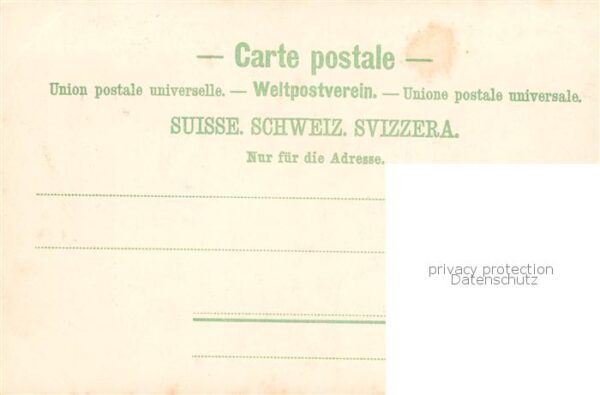 — Carte postale —
Union postale universelle. — Weltpostverein. — Unione postale universale.
SUISSE. SCHWEIZ. SVIZZERA.
Nur für die Adresse.
privacy protection
Datenschutz